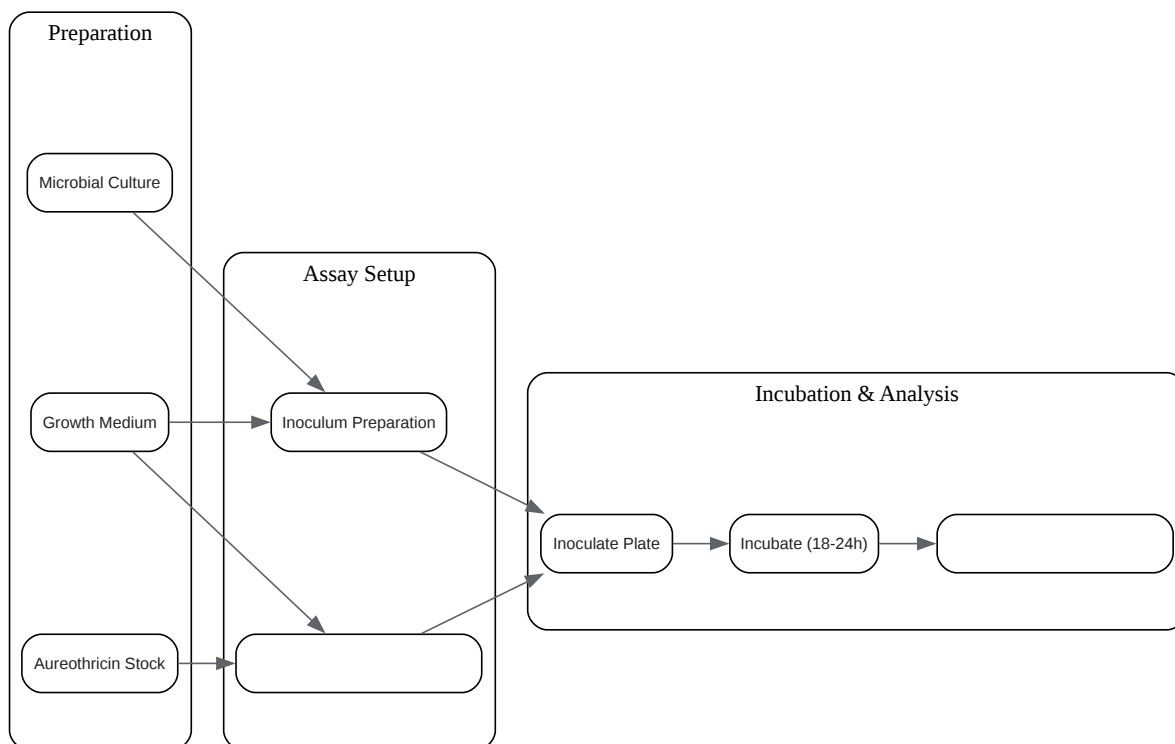 Preparation
Microbial Culture
Growth Medium
Aureothricin Stock
Assay Setup
Inoculum Preparation
Incubation & Analysis
Inoculate Plate
Incubate (18-24h)